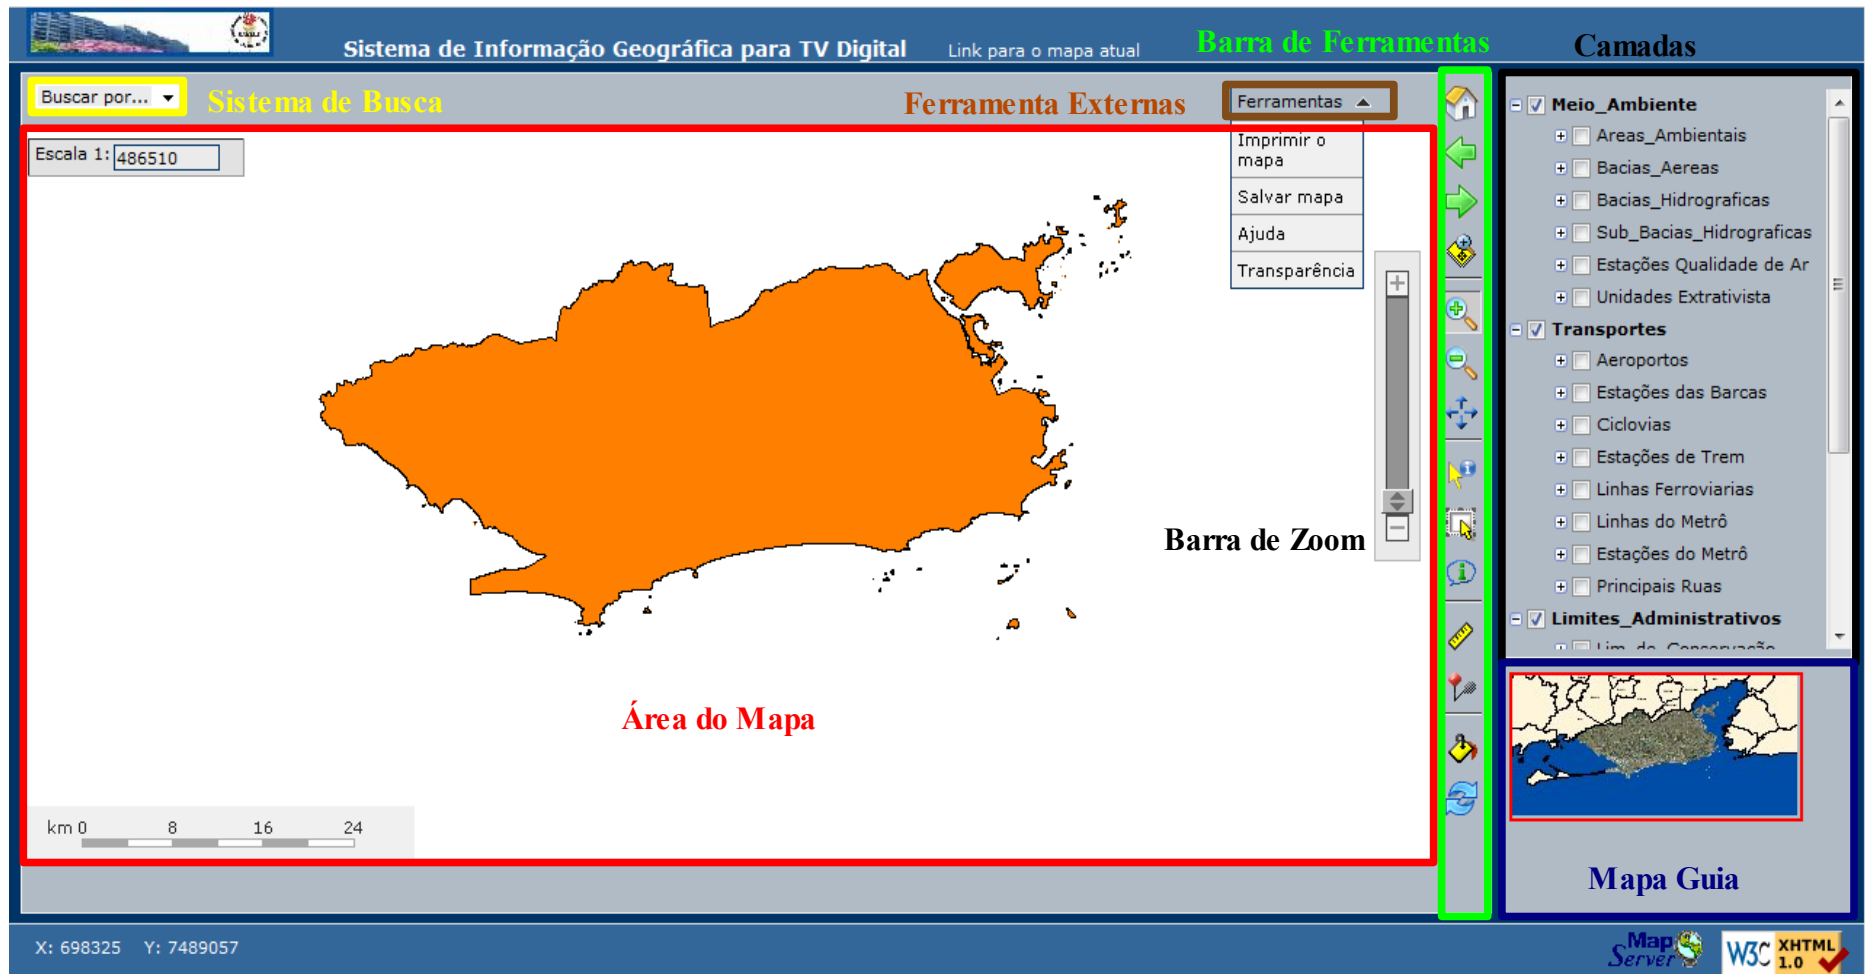 Sistema de Informação Geográfica para TV Digital
Link para o mapa atual
Barra de Ferramentas
Camadas
Buscar por...
Sistema de Busca
Ferramenta Externas
Ferramentas
Escala 1: 486510
Imprimir o
mapa
Salvar mapa
Ajuda
Transparência
Barra de Zoom
Área do Mapa
km 0 8 16 24
Meio_Ambiente
Areas_Ambientais
Bacias_Aereas
Bacias_Hidrograficas
Sub_Bacias_Hidrograficas
Estações Qualidade de Ar
Unidades Extrativista
Transportes
Aeroportos
Estações das Barcas
Ciclovias
Estações de Trem
Linhas Ferroviarias
Linhas do Metrô
Estações do Metrô
Principais Ruas
Limites_Administrativos
Lim_de_Conservação
Mapa Guia
X: 698325 Y: 7489057
Map
Server
W3C XHTML
1.0